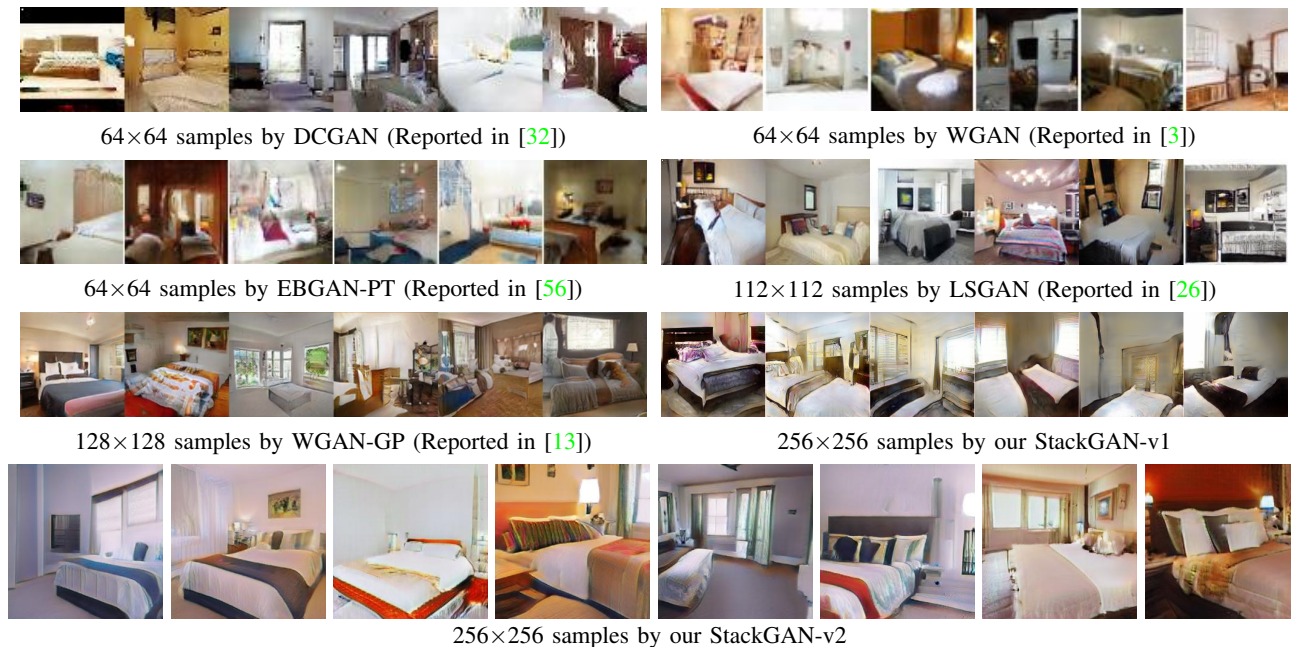 64×64 samples by DCGAN (Reported in [32])
64×64 samples by WGAN (Reported in [3])
64×64 samples by EBGAN-PT (Reported in [56])
112×112 samples by LSGAN (Reported in [26])
128×128 samples by WGAN-GP (Reported in [13])
256×256 samples by our StackGAN-v1
256×256 samples by our StackGAN-v2